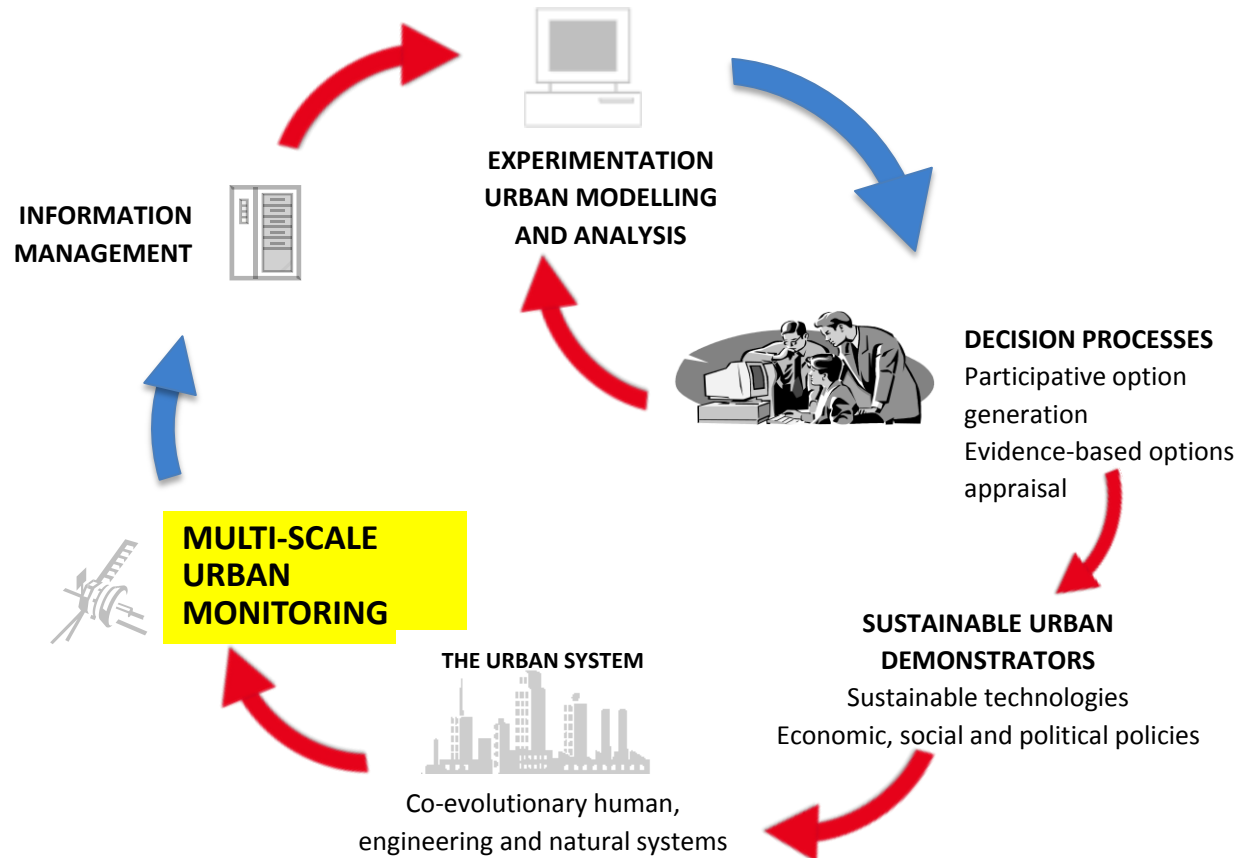 EXPERIMENTATION
URBAN MODELLING
AND ANALYSIS
INFORMATION
MANAGEMENT
DECISION PROCESSES
Participative option
generation
Evidence-based options
appraisal
MULTI-SCALE
URBAN
MONITORING
SUSTAINABLE URBAN
DEMONSTRATORS
Sustainable technologies
Economic, social and political policies
THE URBAN SYSTEM
Co-evolutionary human,
engineering and natural systems